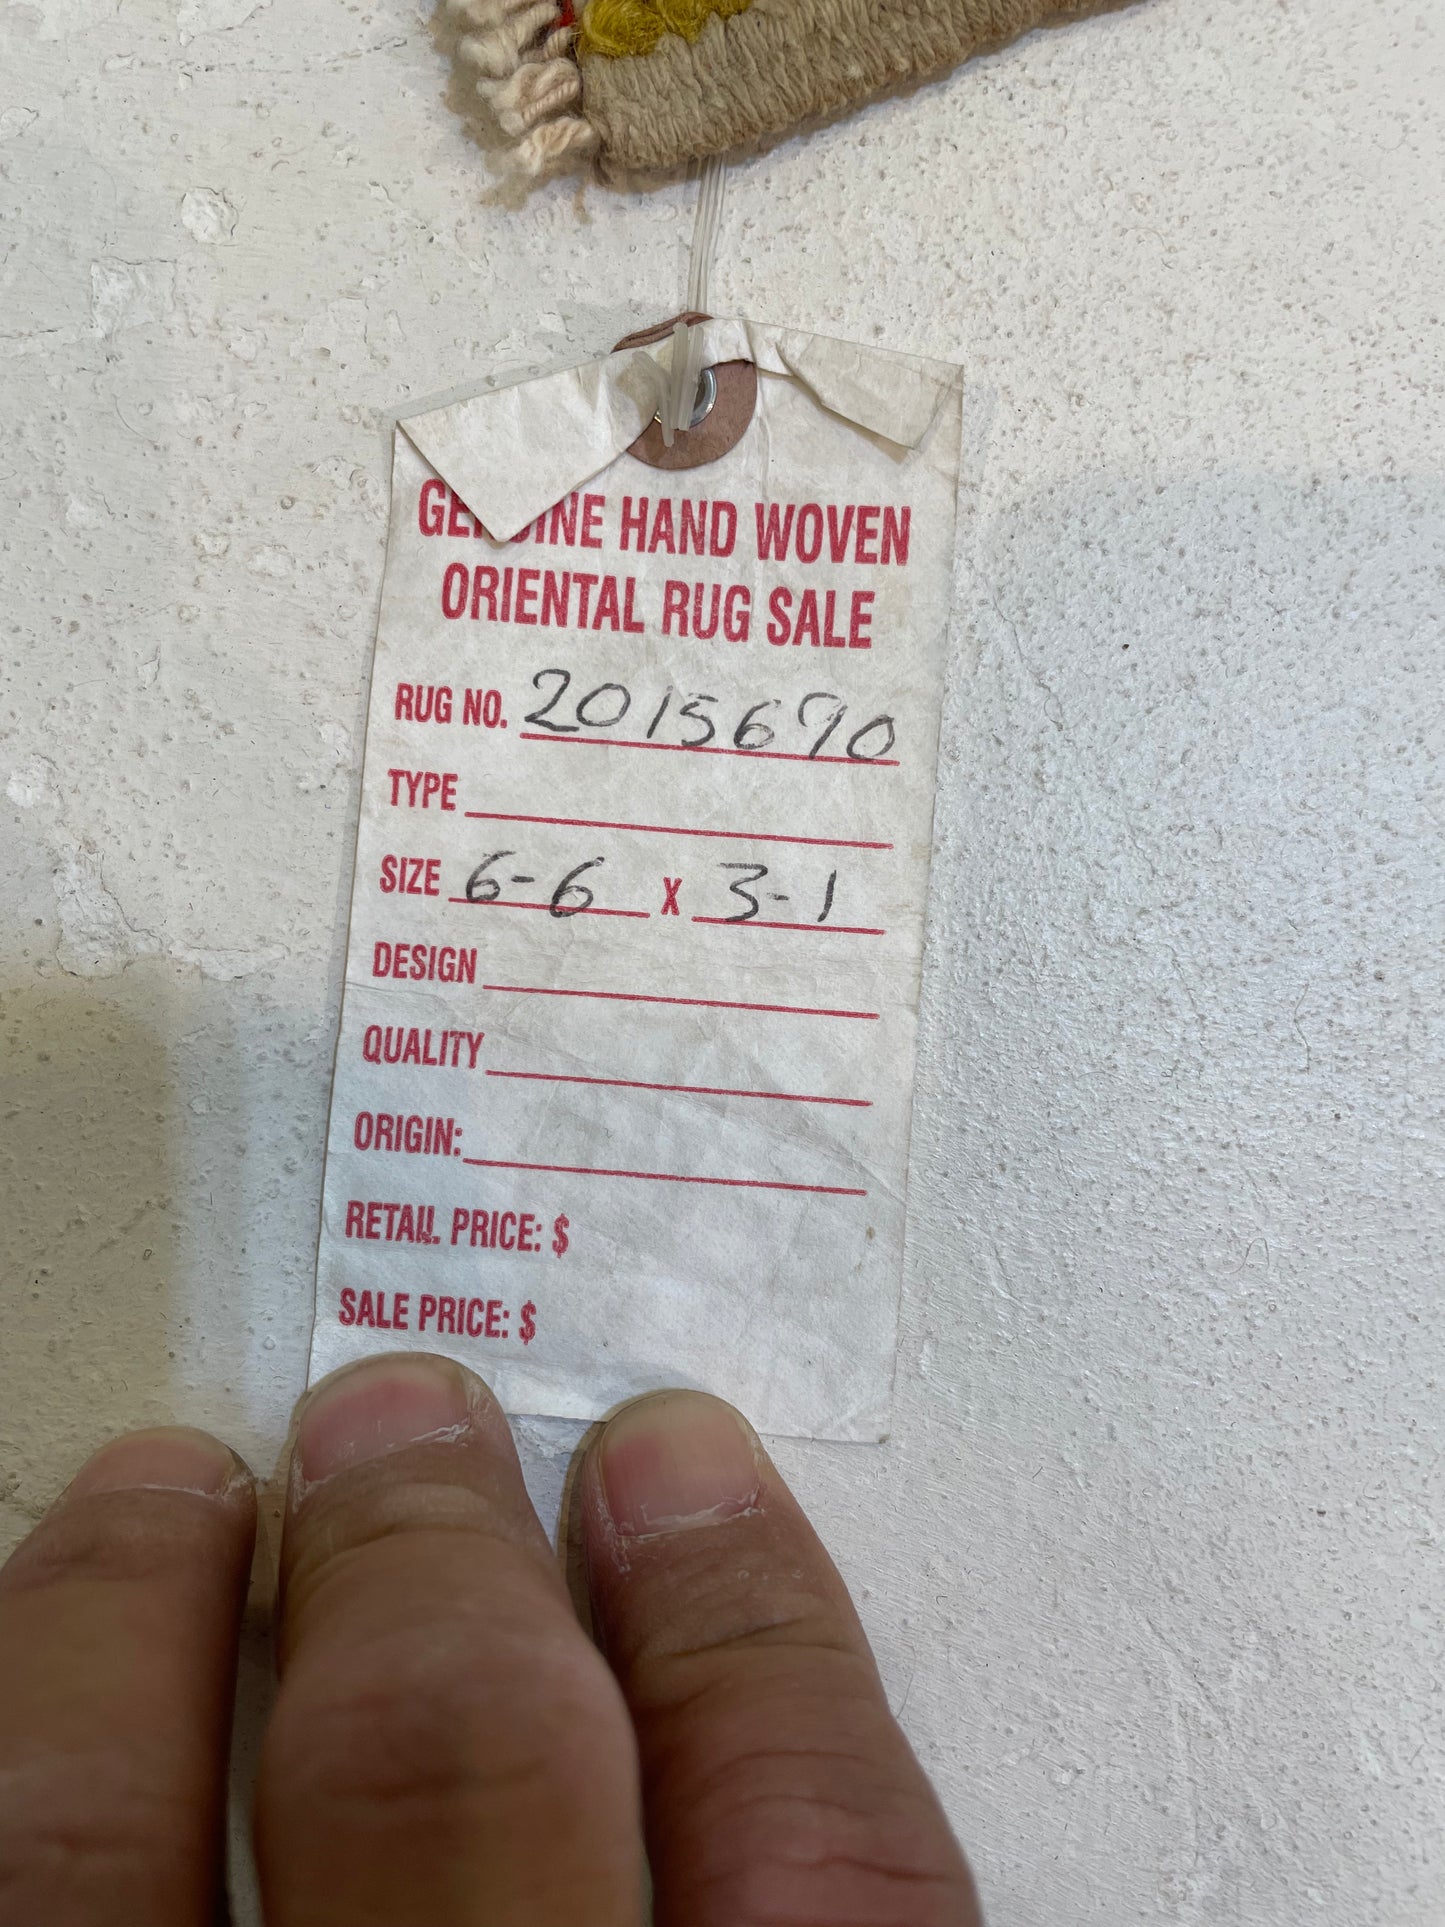 GENUINE HAND WOVEN
ORIENTAL RUG SALE
RUG NO. 2015690
TYPE
SIZE 6-6 X 3-1
DESIGN
QUALITY
ORIGIN:
RETAIL PRICE: $
SALE PRICE: $